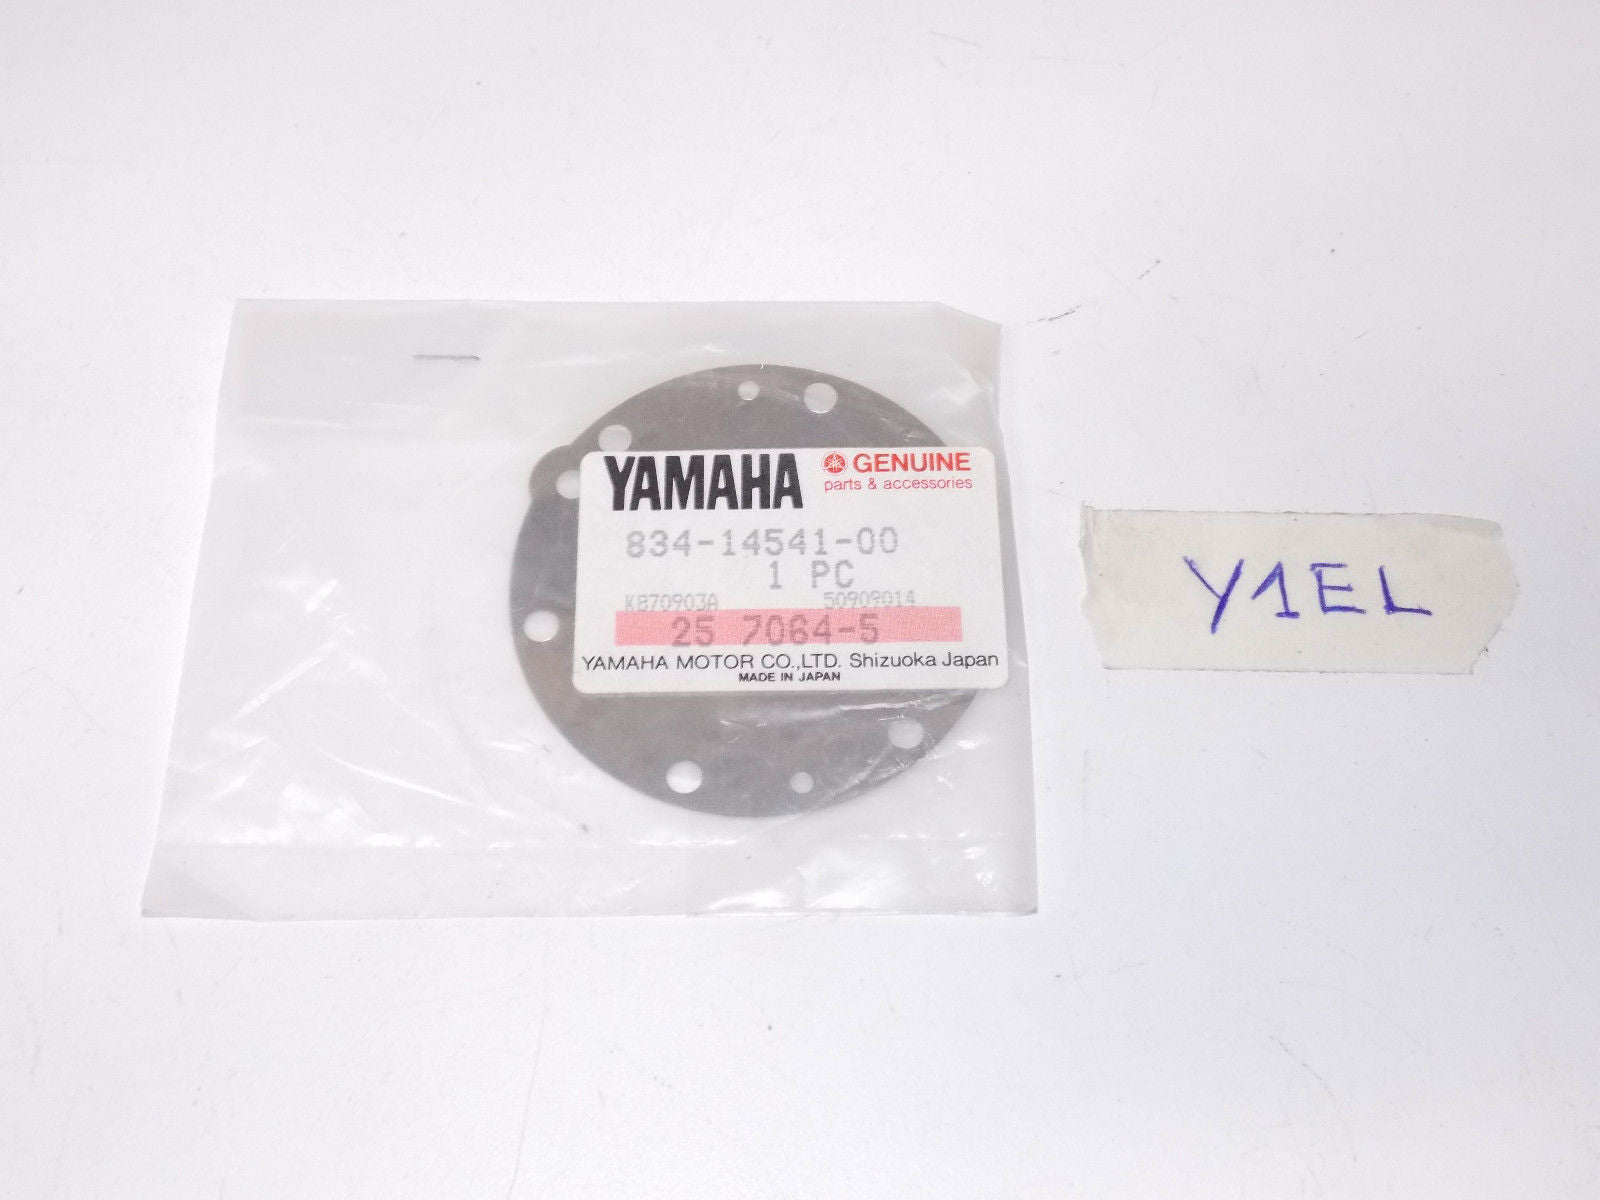 YAMAHA GENUINE
parts & accessories
834-14541-00
1 PC
K870903A 50909014
25 7064-5
YAMAHA MOTOR CO.,LTD. Shizuoka Japan
MADE IN JAPAN
Y1EL